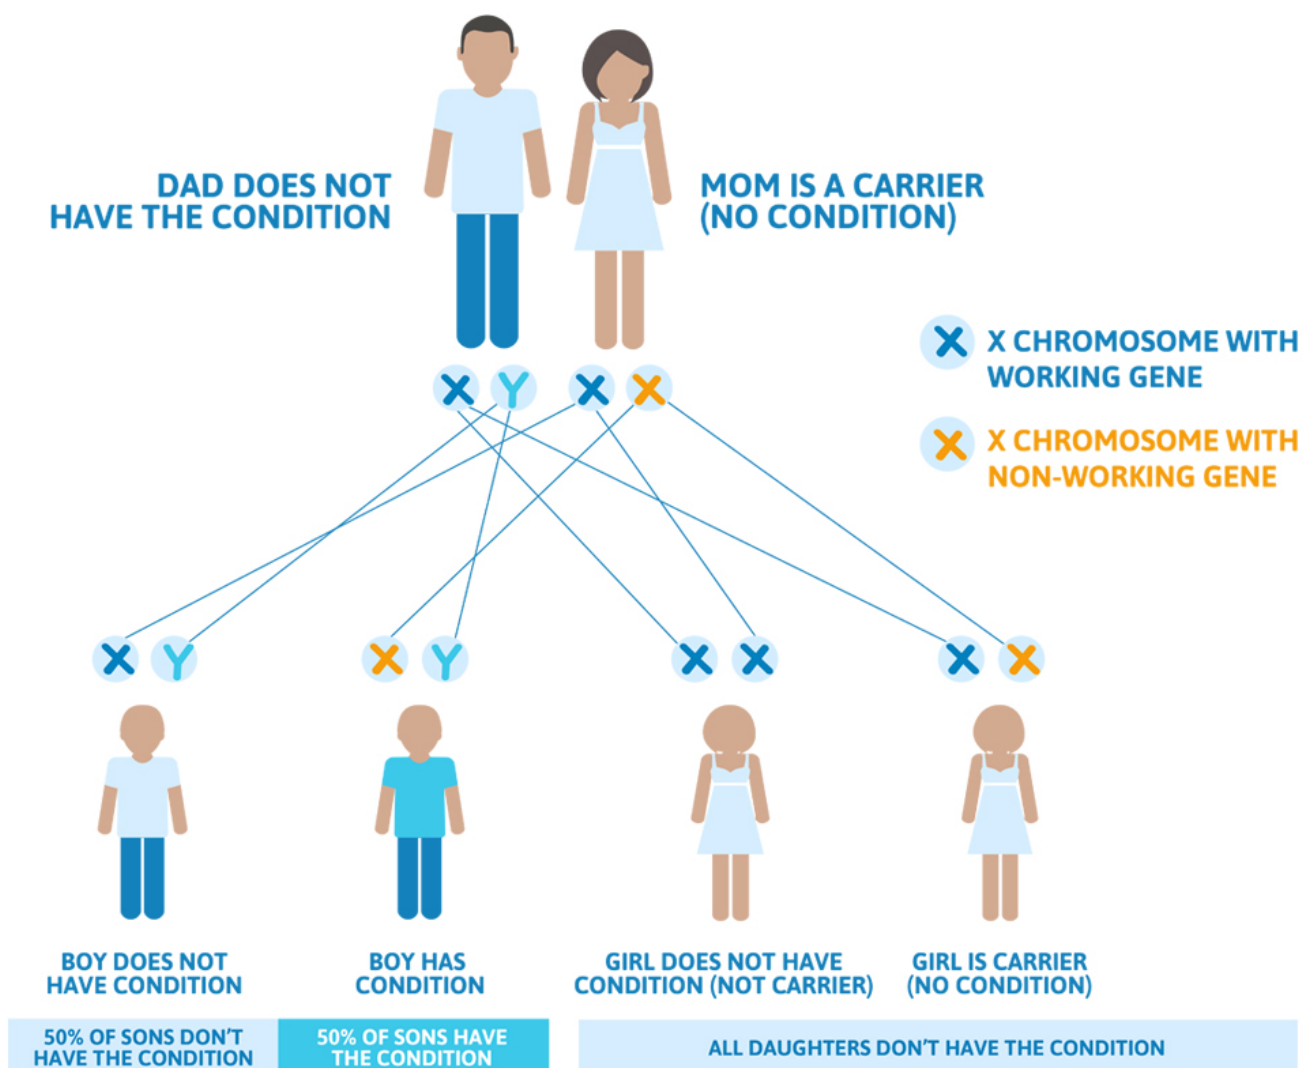 DAD DOES NOT
HAVE THE CONDITION
MOM IS A CARRIER
(NO CONDITION)
X CHROMOSOME WITH
WORKING GENE
X CHROMOSOME WITH
NON-WORKING GENE
X Y X X
X Y X Y X X X X
BOY DOES NOT
HAVE CONDITION
BOY HAS
CONDITION
GIRL DOES NOT HAVE
CONDITION (NOT CARRIER)
GIRL IS CARRIER
(NO CONDITION)
50% OF SONS DON'T
HAVE THE CONDITION
50% OF SONS HAVE
THE CONDITION
ALL DAUGHTERS DON'T HAVE THE CONDITION